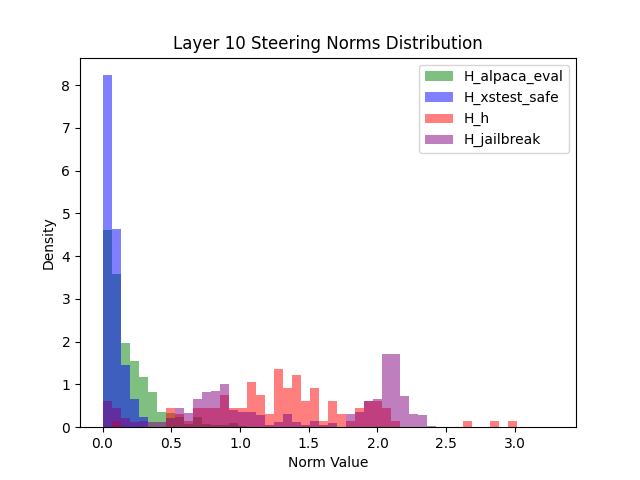 Layer 10 Steering Norms Distribution
H_alpaca_eval
H_xstest_safe
H_h
H_jailbreak
Density
8
7
6
5
4
3
2
1
0
0.0 0.5 1.0 1.5 2.0 2.5 3.0
Norm Value